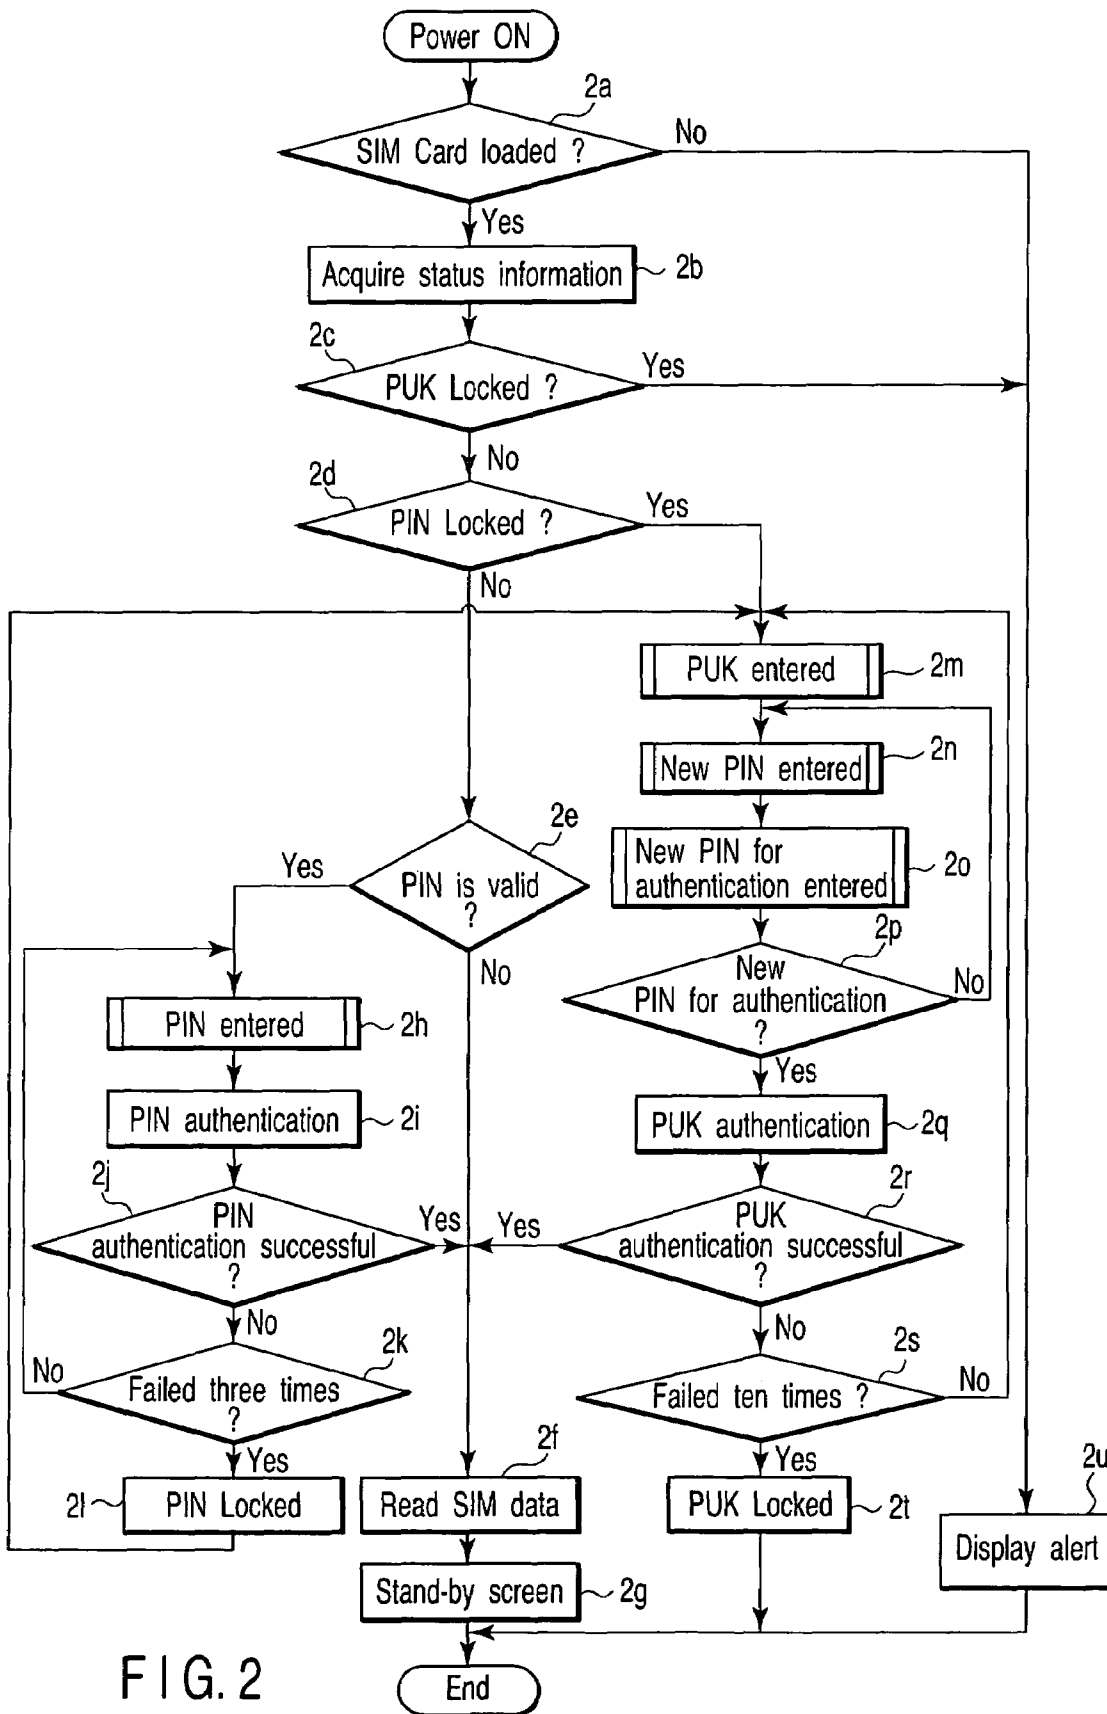 Power ON
2a
SIM Card loaded ?
No
Yes
Acquire status information
2b
2c
PUK Locked ?
Yes
No
2d
PIN Locked ?
Yes
No
PUK entered
2m
New PIN entered
2n
2e
PIN is valid
?
Yes
No
New PIN for
authentication entered
2o
2p
New
PIN for authentication
?
No
Yes
PIN entered
2h
PIN authentication
2i
PUK authentication
2q
2j
PIN
authentication successful
?
Yes
No
2r
PUK
authentication successful
?
Yes
No
2k
Failed three times
?
No
Yes
2s
Failed ten times ?
No
Yes
2l
PIN Locked
2f
Read SIM data
PUK Locked
2t
2u
Display alert
Stand-by screen
2g
End
FIG. 2